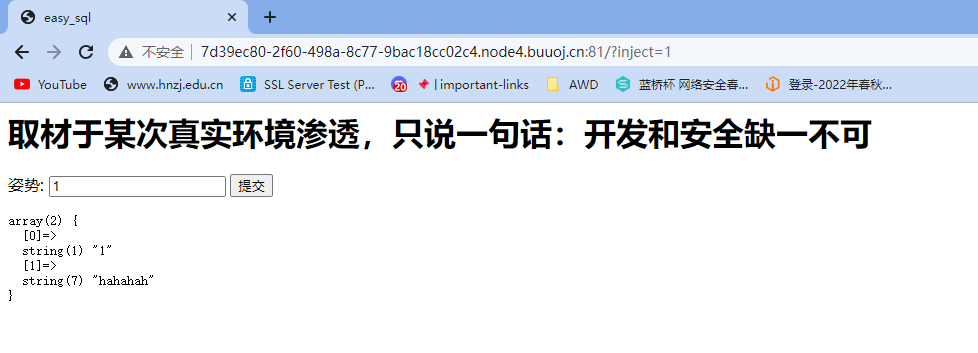 easy_sql
不安全 7d39ec80-2f60-498a-8c77-9bac18cc02c4.node4.buuoj.cn:81/?inject=1
YouTube www.hnzj.edu.cn SSL Server Test (P... 20 | important-links AWD 蓝桥杯 网络安全春... 登录-2022年春秋...
取材于某次真实环境渗透，只说一句话：开发和安全缺一不可
姿势: 1 提交
array(2) {
[0]=>
string(1) "1"
[1]=>
string(7) "hahahah"
}